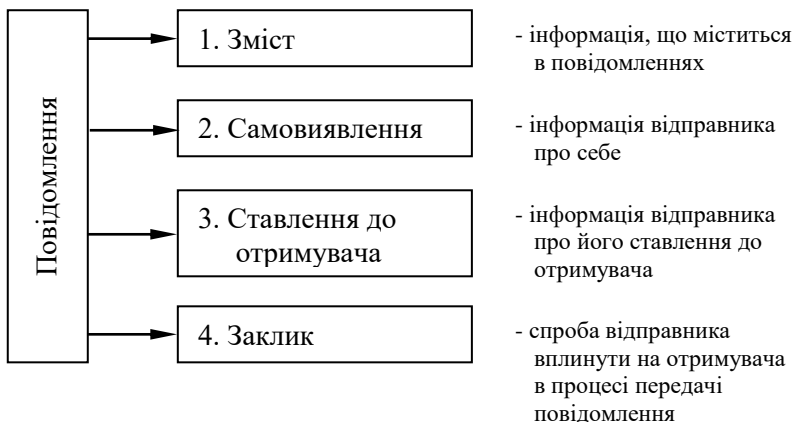 Повідомлення
1. Зміст
- інформація, що міститься
в повідомленнях
2. Самовиявлення
- інформація відправника
про себе
3. Ставлення до
отримувача
- інформація відправника
про його ставлення до
отримувача
4. Заклик
- спроба відправника
вплинути на отримувача
в процесі передачі
повідомлення